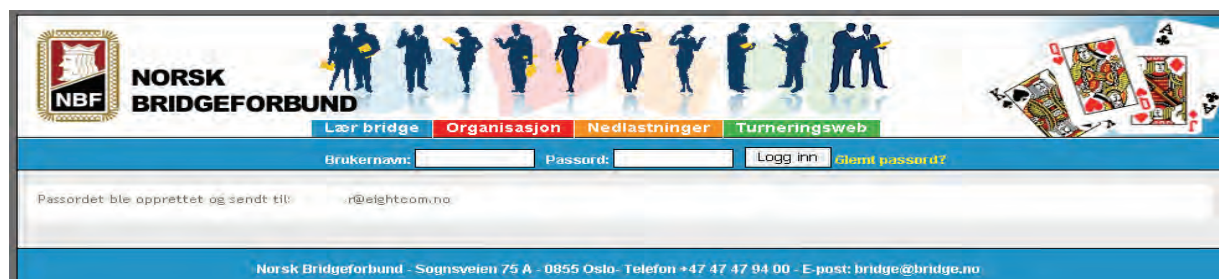 NBF
NORSK
BRIDGEFORBUND
Lær bridge Organisasjon Nedlastninger Turneringsweb
Brukernavn: Passord: Logg inn Glemt passord?
Passordet ble opprettet og sendt til: r@eightcom.no
Norsk Bridgeforbund - Sognsveien 75 A - 0855 Oslo- Telefon +47 47 47 94 00 - E-post: bridge@bridge.no